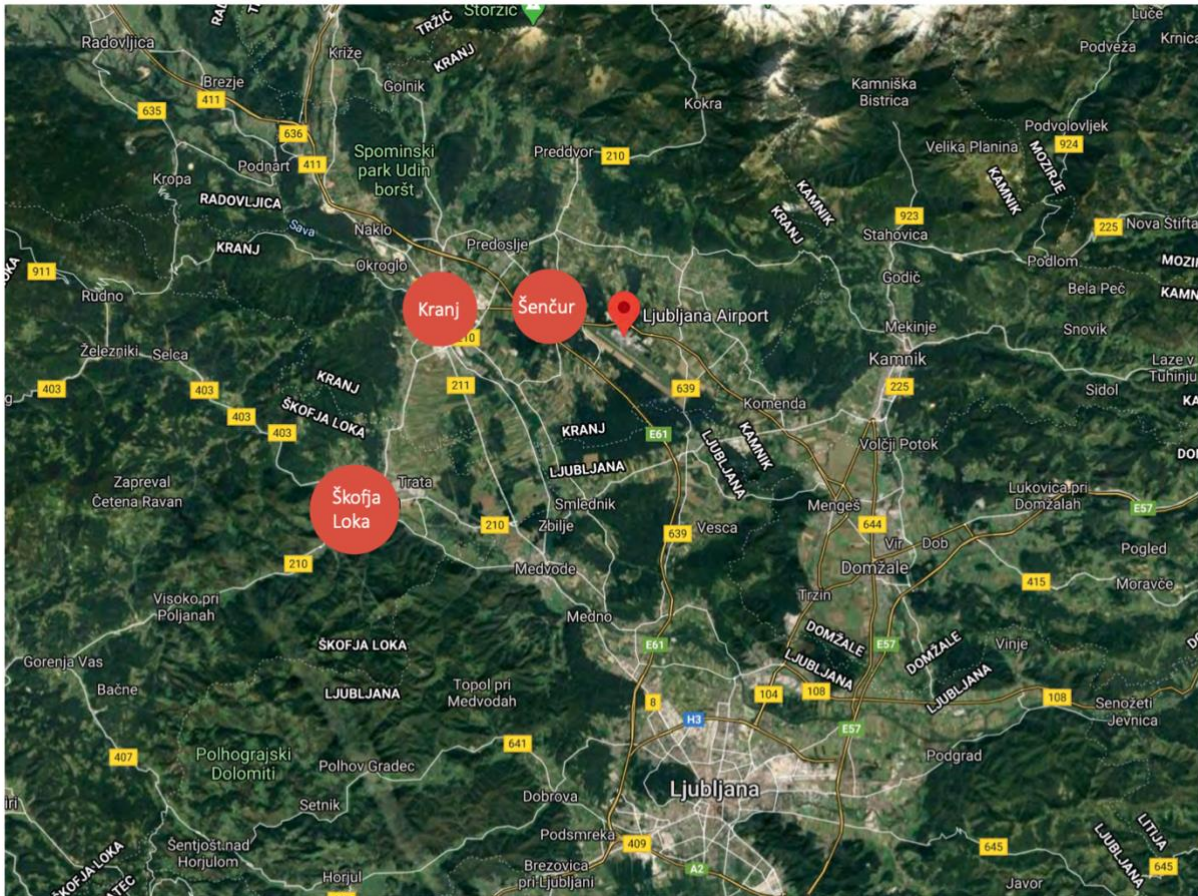 Storžič
TRŽIČ
KRANJ
Luče
Krnica
Radovljica
Križe
Podveža
Brezje
Golnik
Kamniška
Bistrica
411
635
Kokra
636
Podvolovljek
924
Velika Planina
MOZIRJE
KAMNIK
Spominski
park Udin
boršt
Preddvor
210
411
Podnart
Kropa
RADOVLJICA
KAMNIK
KRANJ
923
Nova Štifta
225
Sava
Naklo
Stahovica
KRANJ
Predoslje
Okroglo
Podlom
911
Godič
Bela Peč
Rudno
Kranj
Šenčur
Ljubljana Airport
Mekinje
Snovik
210
Železniki
Selca
Kamnik
Laze v
Tuhinju
403
403
KRANJ
211
639
225
Sidol
Komenda
403
ŠKOFJA LOKA
403
KRANJ
E61
LJUBLJANA
KAMNIK
Volčji Potok
LJUBLJANA
Zapreval
Četena Ravan
Trata
Škofja
Loka
Smlednik
Lukovica pri
Domžalah
Mengeš
E57
210
Zbilje
639
Vesca
644
Vir
Dob
Pogled
210
Medvode
Domžale
415
Moravče
Visoko pri
Poljanah
Trzin
Medno
ŠKOFJA LOKA
E61
DOMŽALE
E57
DOMŽALE
Vinje
Gorenja Vas
LJUBLJANA
LJUBLJANA
LJUBLJANA
Bačne
Topol pri
Medvodah
8
104
108
108
Senožeti
Jevnica
H3
E57
407
Polhograjski
Dolomiti
641
Podgrad
Polhov Gradec
Ljubljana
Setnik
Dobrova
Podsmreka
409
Šentjošt nad
Horjulom
645
LITIJA
LJUBLJANA
645
ŠKOFJA LOKA
Horjul
Brezovica
pri Ljubljani
A2
Javor